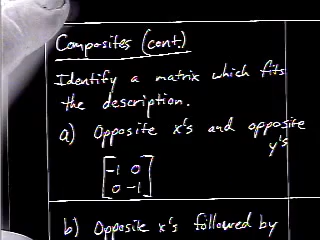 Composites (cont.)
Identify a matrix which fits
the description.
a) Opposite x's and opposite
y's
[-1 0
0 -1]
b) Opposite x's followed by